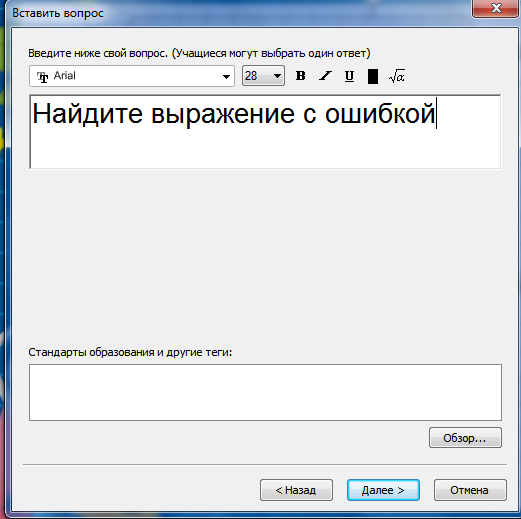 Вставить вопрос
Введите ниже свой вопрос. (Учащиеся могут выбрать один ответ)
Arial 28 B I U √α
Найдите выражение с ошибкой
Стандарты образования и другие теги:
Обзор...
< Назад Далее > Отмена